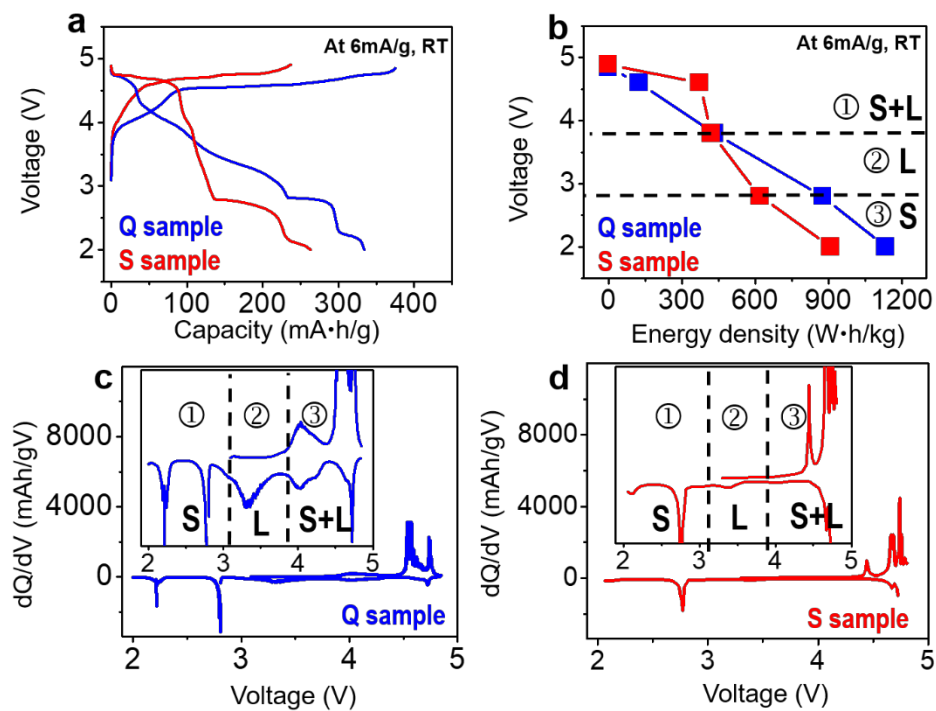 a
At 6mA/g, RT
5
4
3
2
Voltage (V)
Q sample
S sample
0
100
200
300
400
Capacity (mA•h/g)
b
At 6mA/g, RT
5
4
3
2
Voltage (V)
① S+L
② L
③ S
Q sample
S sample
0
300
600
900
1200
Energy density (W•h/kg)
c
8000
4000
0
dQ/dV (mAh/gV)
①
②
③
S
L
S+L
2
3
4
5
Q sample
2
3
4
5
Voltage (V)
d
8000
4000
0
dQ/dV (mAh/gV)
①
②
③
S
L
S+L
2
3
4
5
S sample
2
3
4
5
Voltage (V)